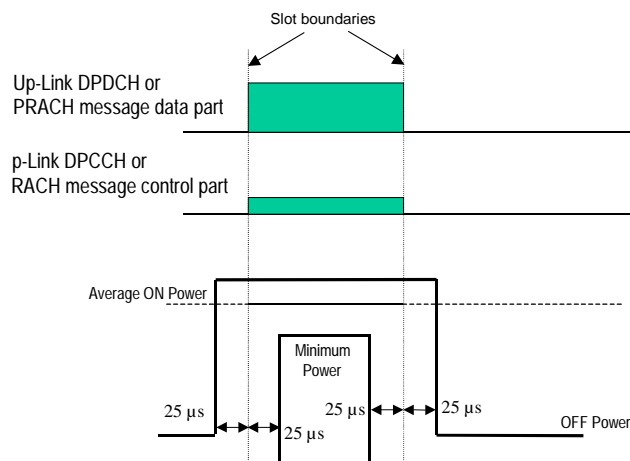 Slot boundaries
Up-Link DPDCH or
PRACH message data part
p-Link DPCCH or
RACH message control part
Average ON Power
Minimum
Power
25 µs
25 µs
25 µs
25 µs
OFF Power